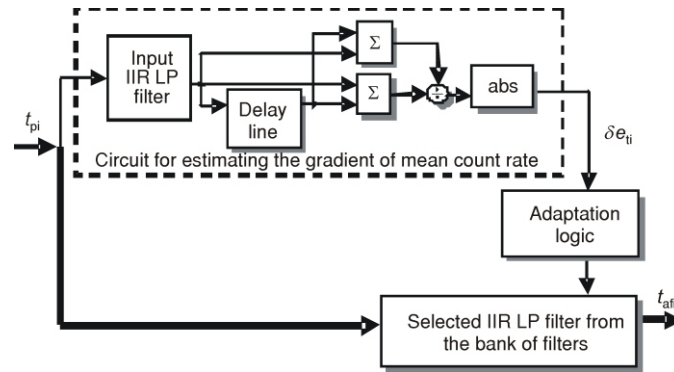 Input
IIR LP
filter
Σ
Σ
÷
abs
Delay
line
t_pi
Circuit for estimating the gradient of mean count rate
δe_ti
Adaptation
logic
Selected IIR LP filter from
the bank of filters